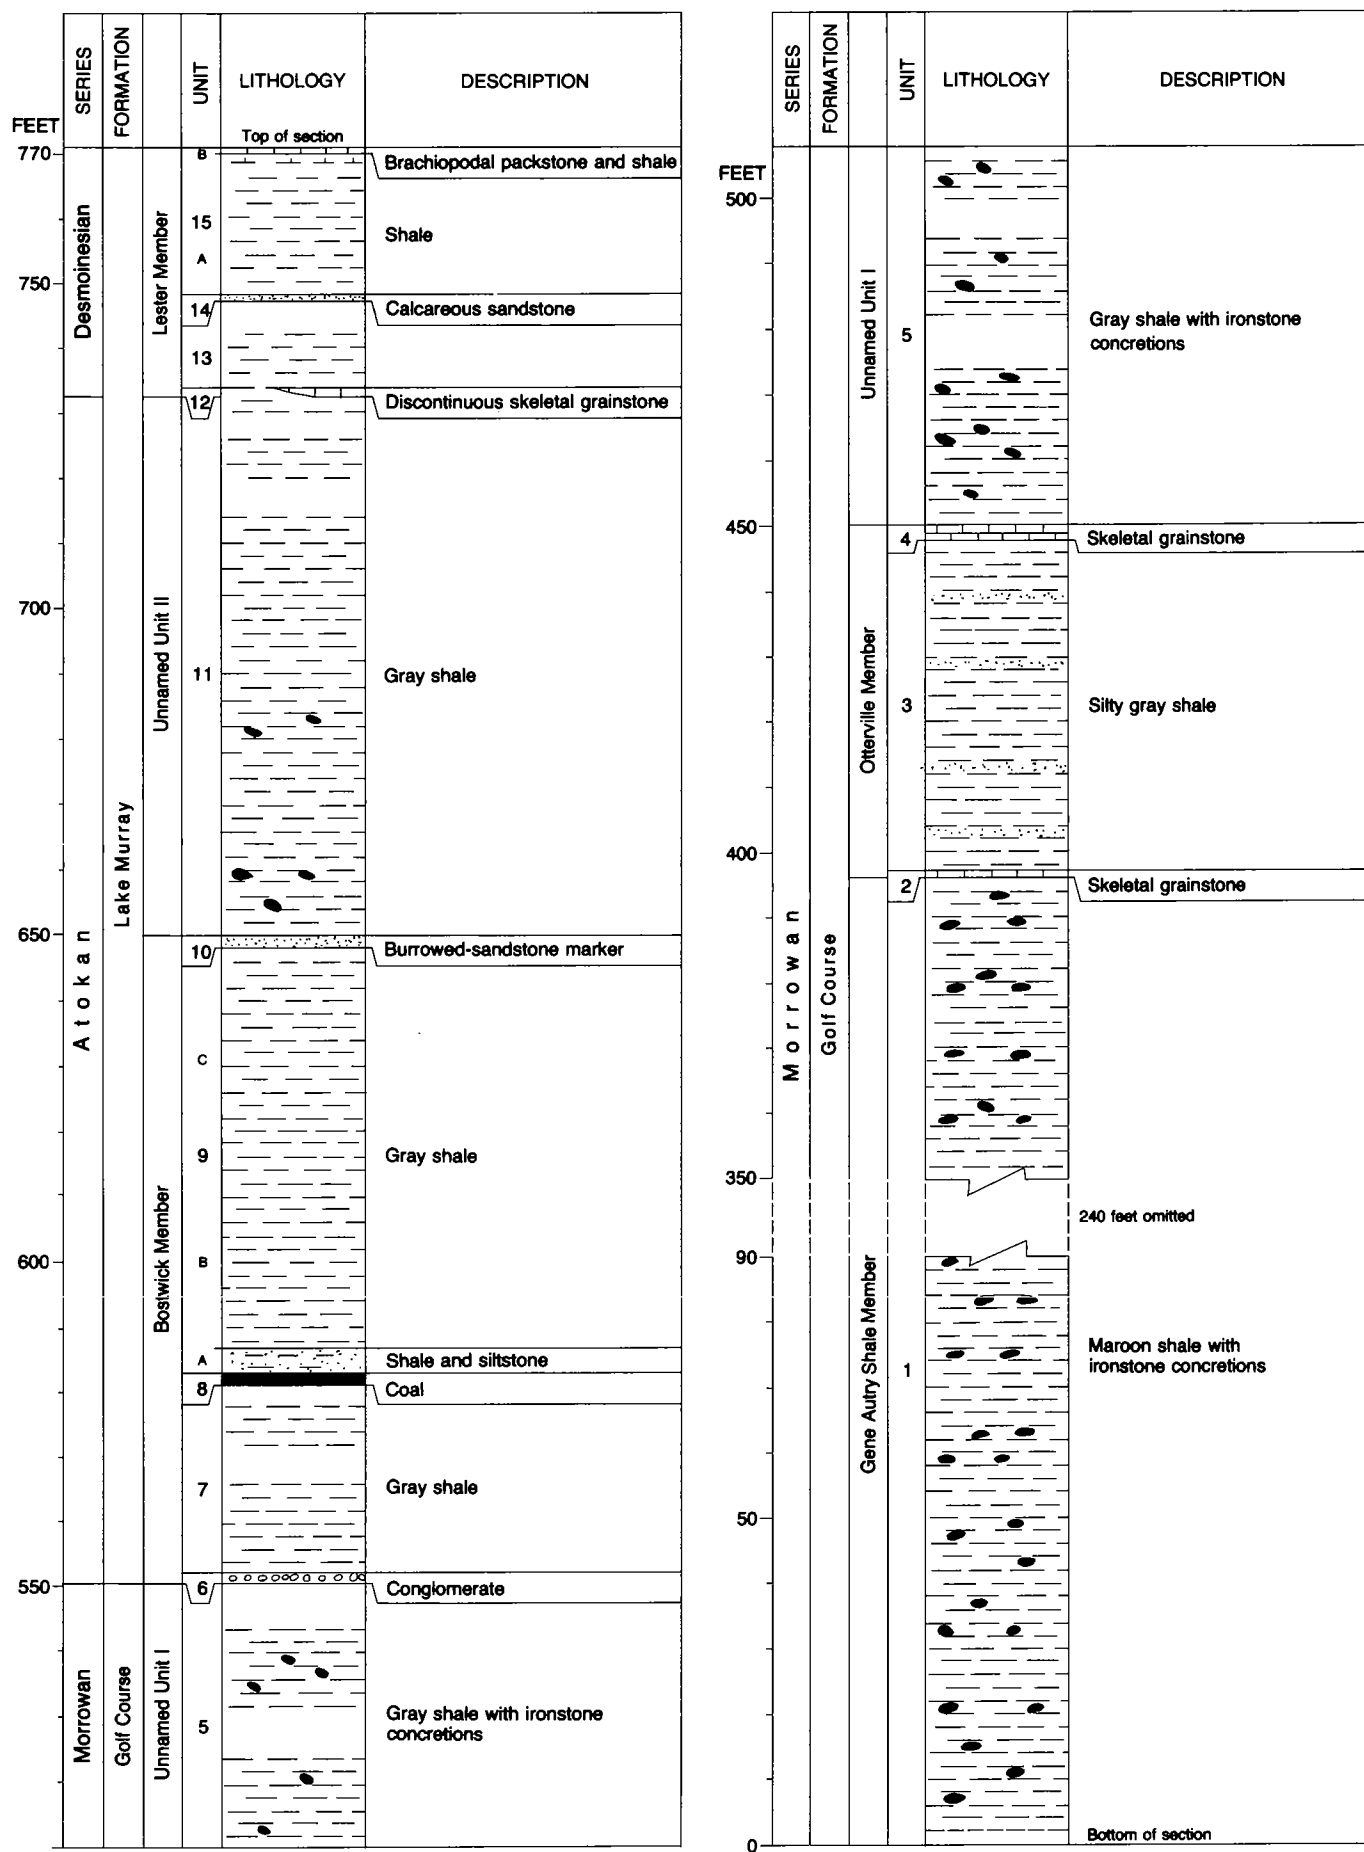 SERIES
FORMATION
UNIT
LITHOLOGY
DESCRIPTION
FEET
Top of section
770
750
700
650
600
550
Desmoinesian
Atokan
Morrowan
Lake Murray
Golf Course
Lester Member
Unnamed Unit II
Bostwick Member
Unnamed Unit I
B
Brachiopodal packstone and shale
15
Shale
A
14
Calcareous sandstone
13
12
Discontinuous skeletal grainstone
11
Gray shale
10
Burrowed-sandstone marker
C
9
Gray shale
B
A
Shale and siltstone
8
Coal
7
Gray shale
6
Conglomerate
5
Gray shale with ironstone
concretions
SERIES
FORMATION
UNIT
LITHOLOGY
DESCRIPTION
FEET
500
450
400
350
90
50
0
Morrowan
Golf Course
Unnamed Unit I
Otterville Member
Gene Autry Shale Member
5
Gray shale with ironstone
concretions
4
Skeletal grainstone
3
Silty gray shale
2
Skeletal grainstone
240 feet omitted
1
Maroon shale with
ironstone concretions
Bottom of section